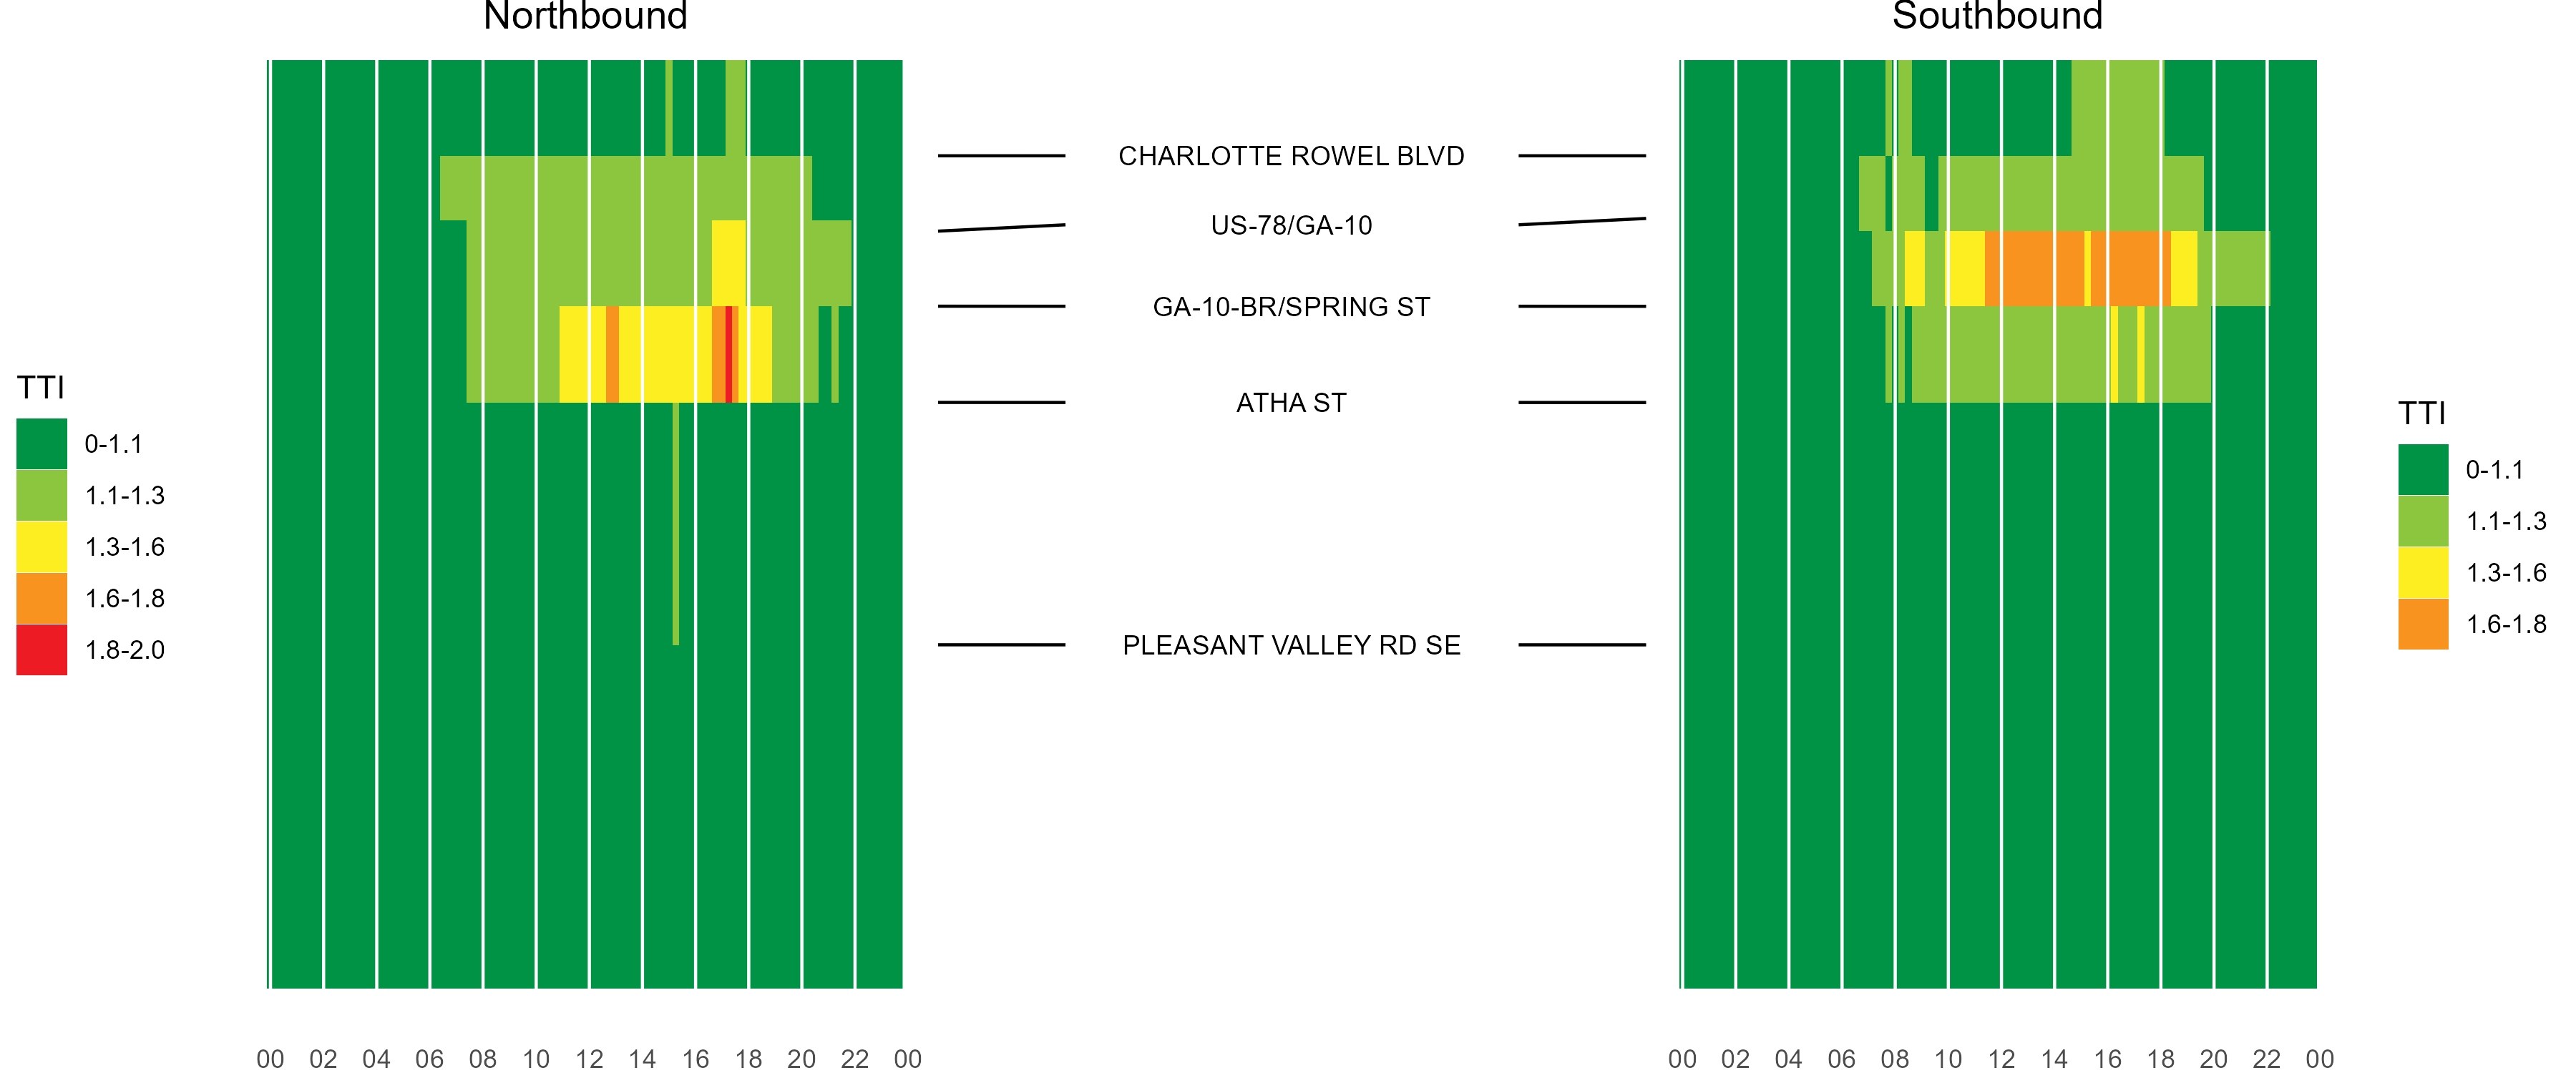 Northbound
Southbound
CHARLOTTE ROWEL BLVD
US-78/GA-10
GA-10-BR/SPRING ST
ATHA ST
PLEASANT VALLEY RD SE
TTI
0-1.1
1.1-1.3
1.3-1.6
1.6-1.8
1.8-2.0
TTI
0-1.1
1.1-1.3
1.3-1.6
1.6-1.8
00 02 04 06 08 10 12 14 16 18 20 22 00
00 02 04 06 08 10 12 14 16 18 20 22 00